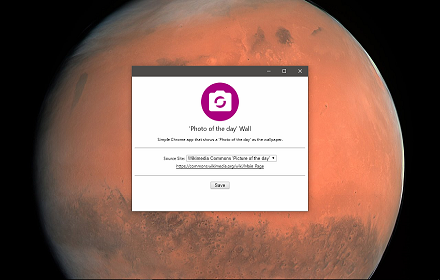 'Photo of the day' Wall
Simple Chrome app that shows a 'Photo of the day' as the wallpaper.
Source Site: Wikimedia Commons 'Picture of the day'
https://commons.wikimedia.org/wiki/Main_Page
Save